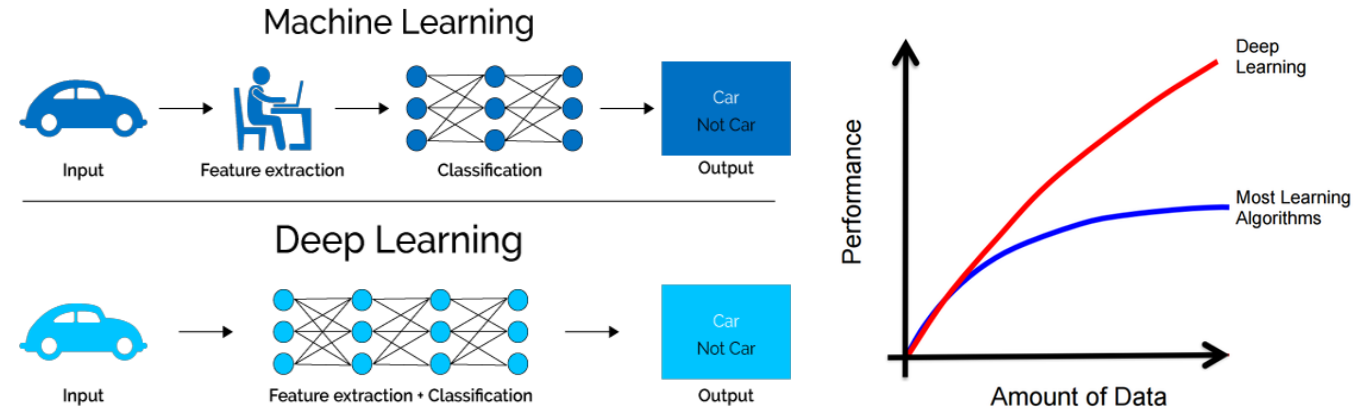 Machine Learning
Car
Not Car
Input
Feature extraction
Classification
Output
Deep Learning
Car
Not Car
Input
Feature extraction + Classification
Output
Performance
Deep
Learning
Most Learning
Algorithms
Amount of Data